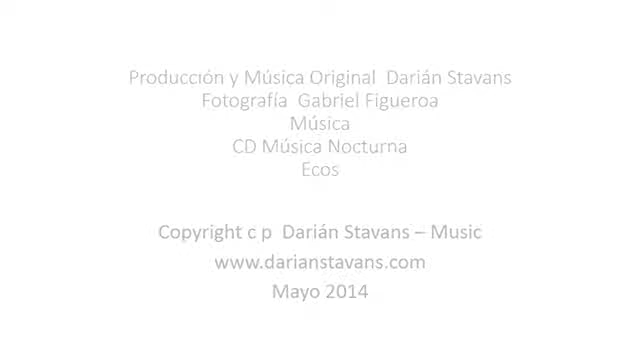 Producción y Música Original  Darián Stavans
Fotografía  Gabriel Figueroa
Música
CD Música Nocturna
Ecos
Copyright c p  Darián Stavans – Music
www.darianstavans.com
Mayo 2014